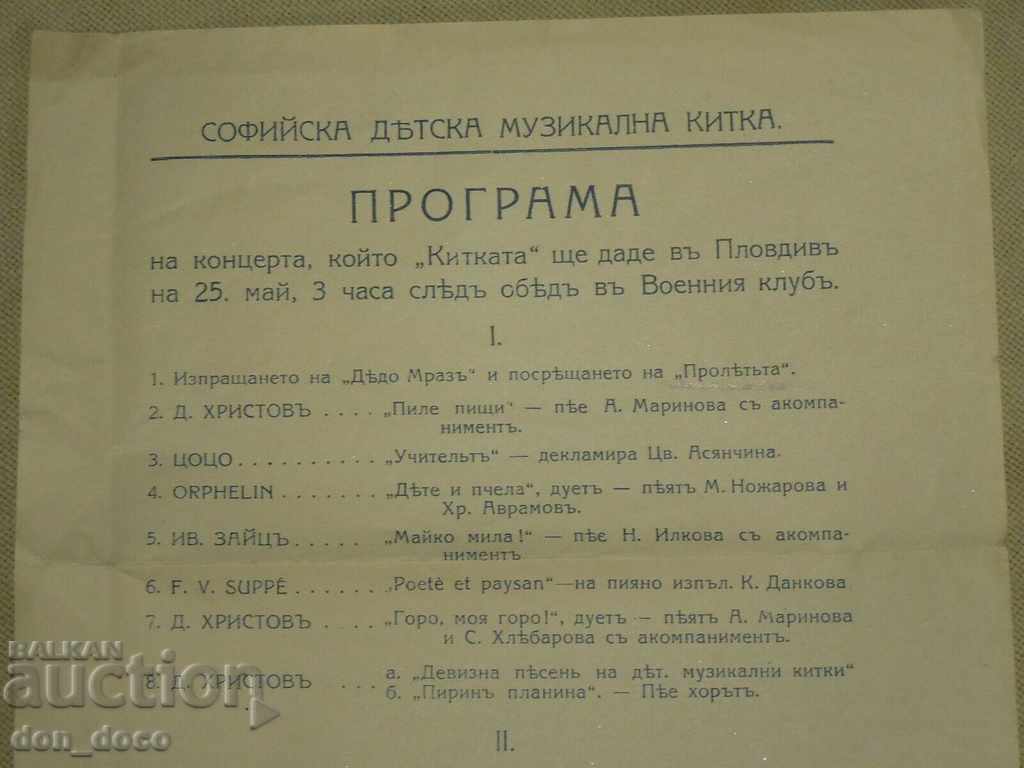 СОФИЙСКА ДѢТСКА МУЗИКАЛНА КИТКА.
ПРОГРАМА
на концерта, който „Китката“ ще даде въ Пловдивъ
на 25. май, 3 часа слѣдъ обѣдъ въ Военния клубъ.
I.
1. Изпращането на „Дѣдо Мразъ“ и посрѣщането на „Пролѣтьта“.
2. Д. ХРИСТОВЪ .... „Пиле пищи“ — пѣе А. Маринова съ акомпа-
ниментъ.
3. ЦОЦО .......... „Учительтъ“ — декламира Цв. Асянчина.
4. ORPHELIN ....... „Дѣте и пчела“, дуетъ — пѣятъ М. Ножарова и
Хр. Аврамовъ.
5. ИВ. ЗАЙЦЪ ...... „Майко мила!“ — пѣе Н. Илкова съ акомпа-
ниментъ
6. F. V. SUPPÉ ...... „Poetè et paysan“—на пияно изпъл. К. Данкова
7. Д. ХРИСТОВЪ .... „Горо, моя горо!“, дуетъ — пѣятъ А. Маринова
и С. Хлѣбарова съ акомпаниментъ.
8. Д. ХРИСТОВЪ ... а. „Девизна пѣсень на дѣт. музикални китки“
б. „Пиринъ планина“. — Пѣе хорътъ.
II.
BALKAN
auction
don_doco